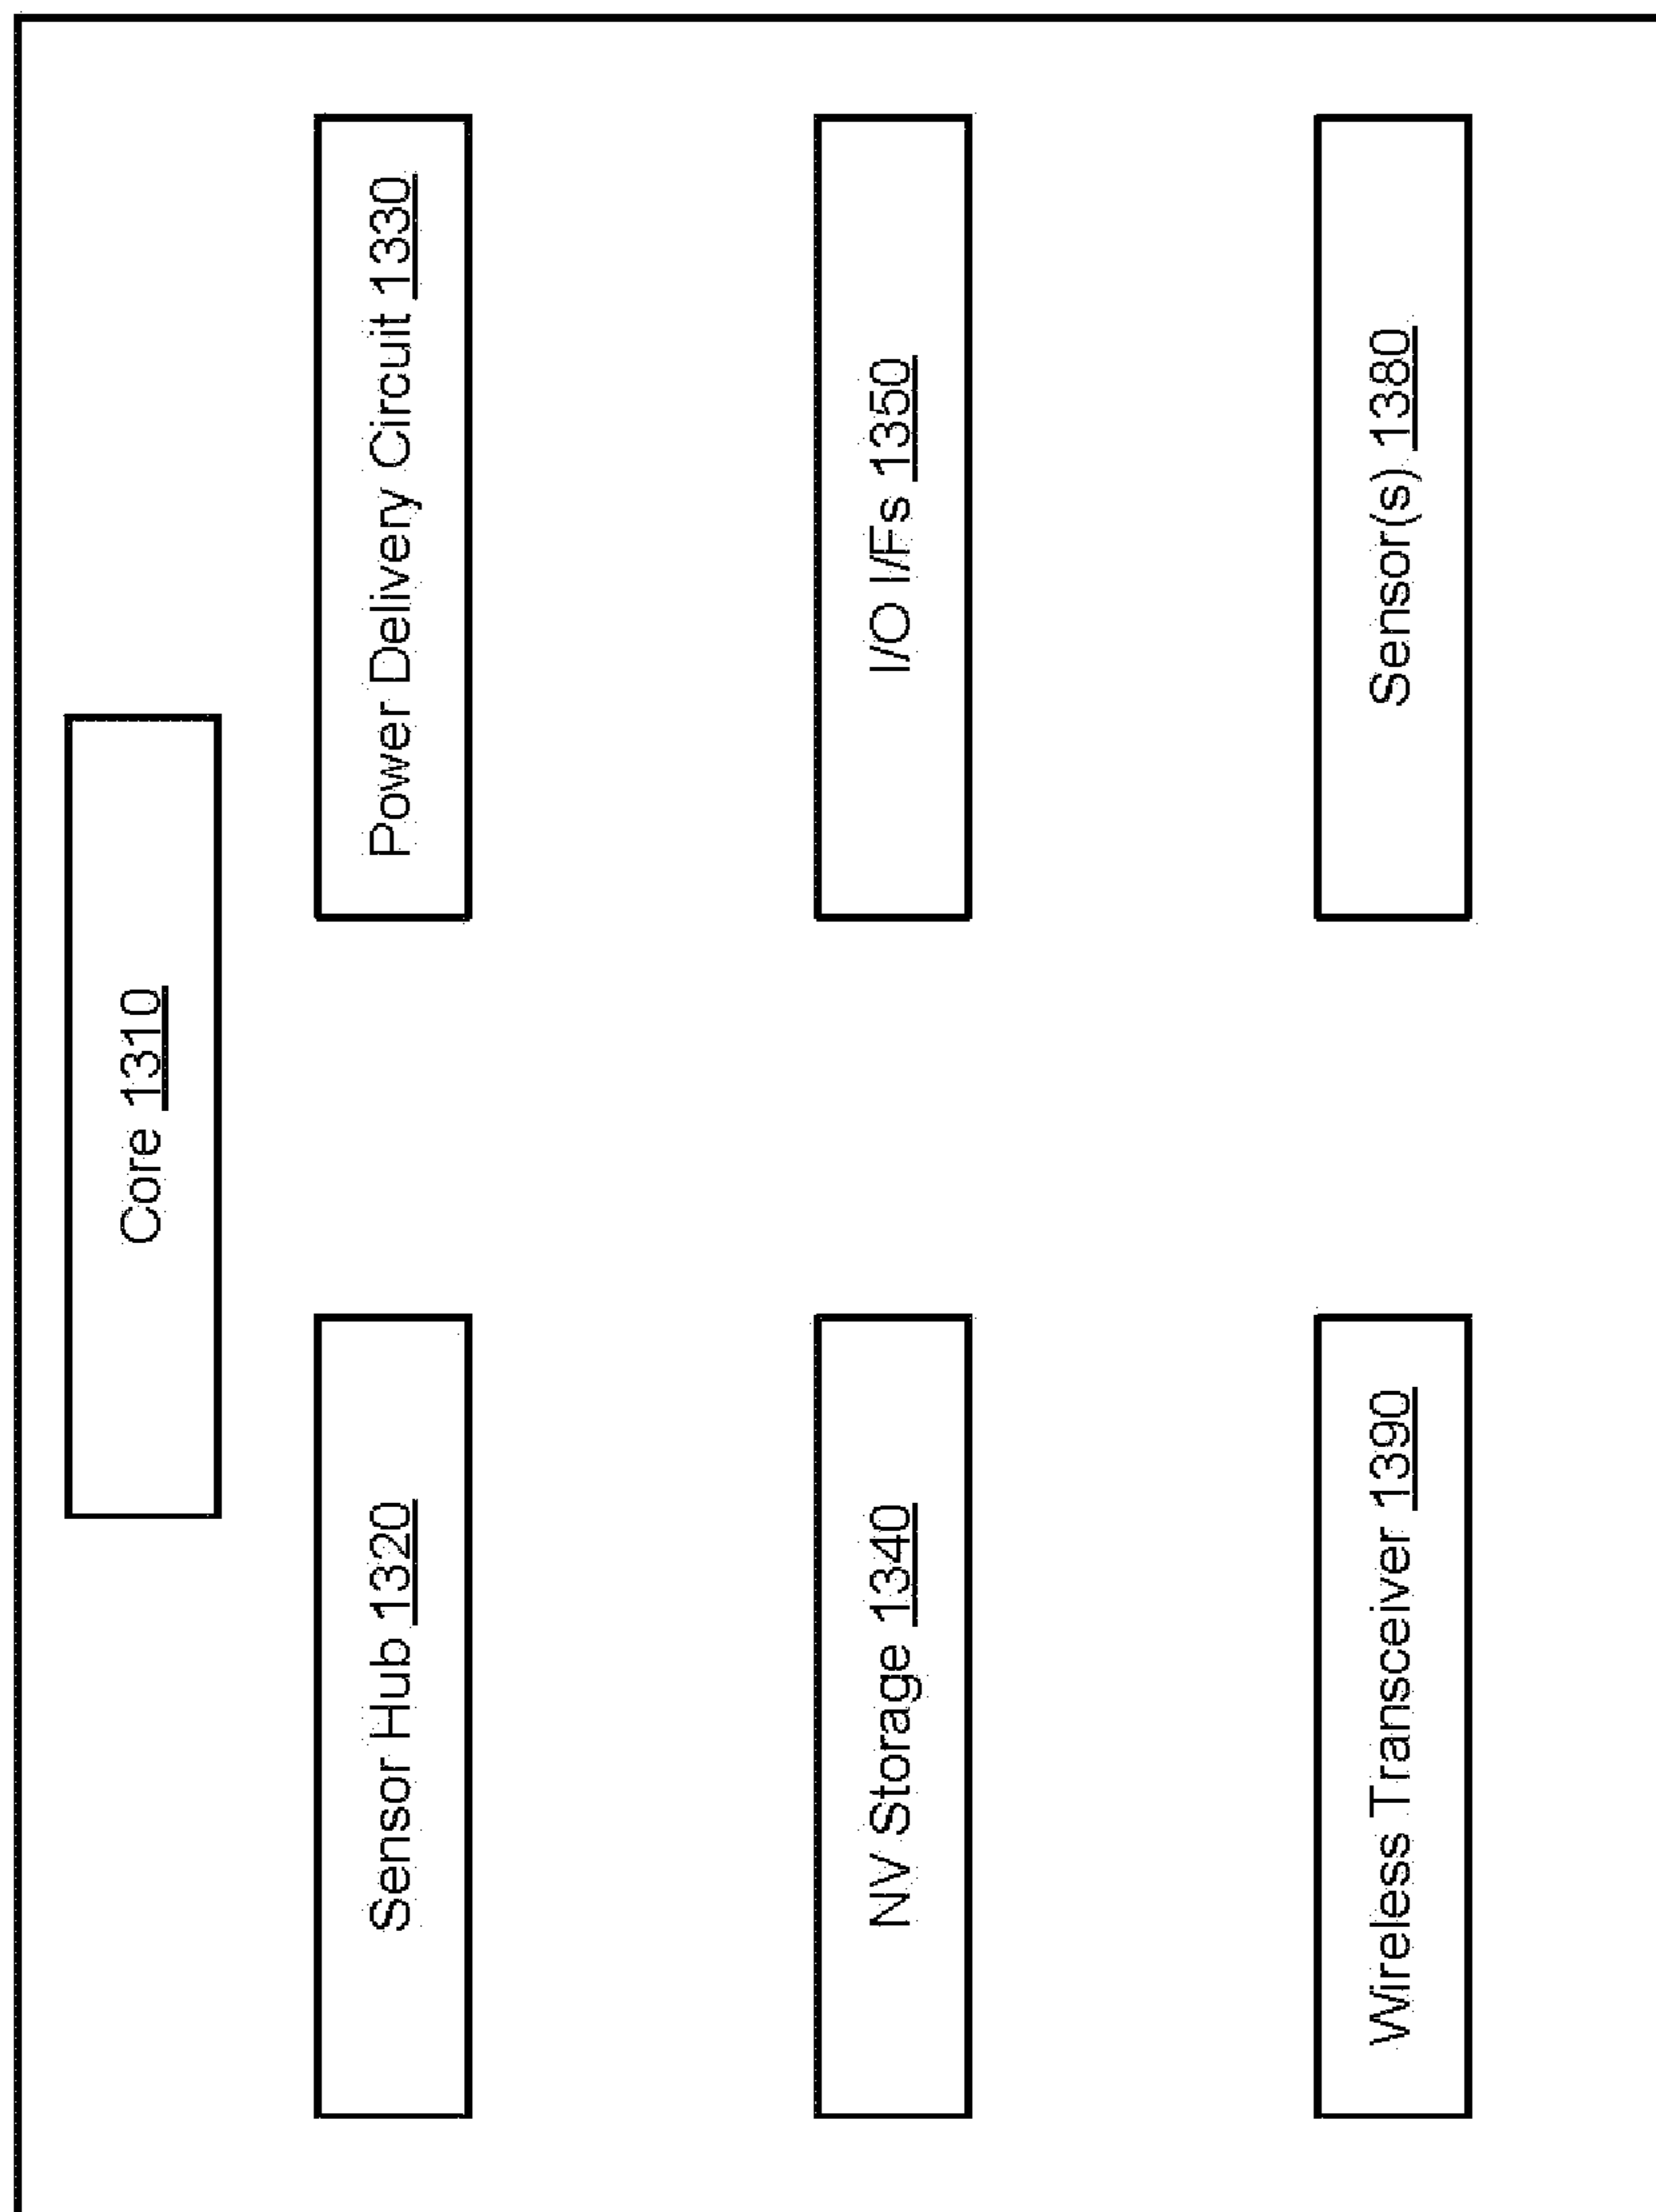 Core 1310
Sensor Hub 1320
Power Delivery Circuit 1330
NV Storage 1340
I/O I/Fs 1350
Wireless Transceiver 1390
Sensor(s) 1380